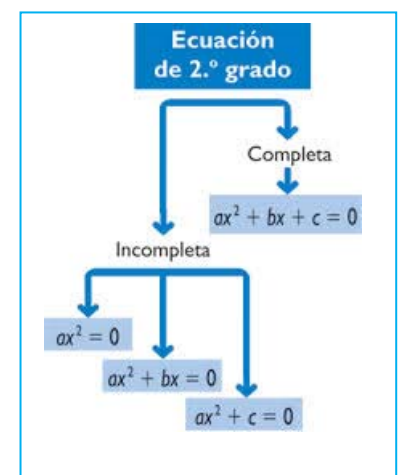 Ecuación
de 2.º grado
Completa
ax² + bx + c = 0
Incompleta
ax² = 0
ax² + bx = 0
ax² + c = 0